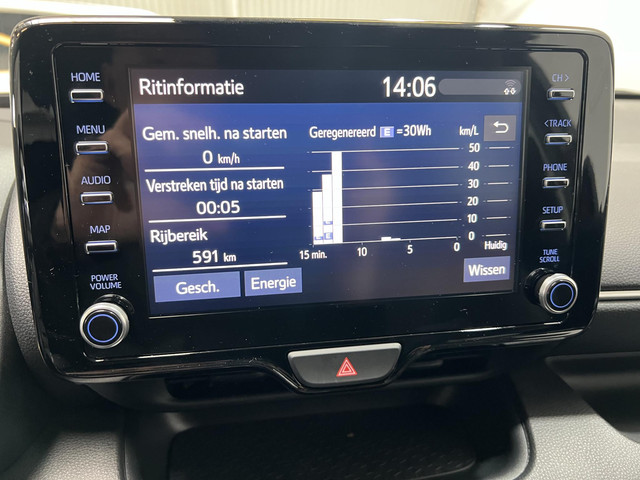 HOME
MENU
AUDIO
MAP
POWER
VOLUME
Ritinformatie
14:06
Gem. snelh. na starten
0 km/h
Verstreken tijd na starten
00:05
Rijbereik
591 km
Gesch.
Energie
Geregenereerd E =30Wh
km/L
50
40
30
20
10
0
E
15 min.
10
5
0
Huidig
Wissen
CH >
<TRACK
PHONE
SETUP
TUNE
SCROLL